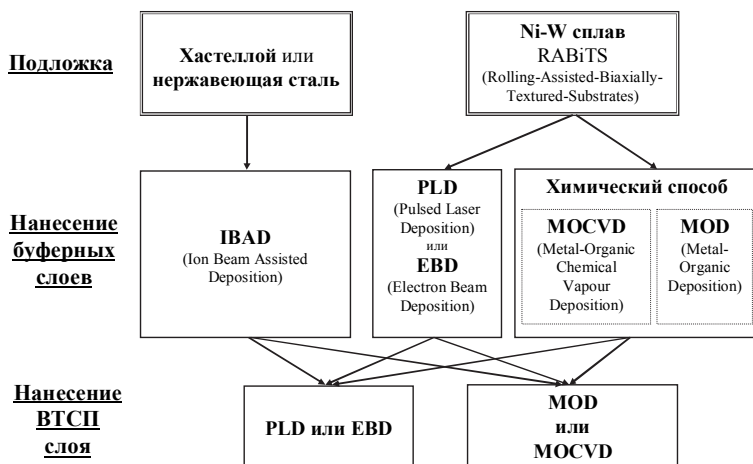 Подложка
Хастеллой или
нержавеющая сталь
Ni-W сплав
RABiTS
(Rolling-Assisted-Biaxially-
Textured-Substrates)
Нанесение
буферных
слоев
IBAD
(Ion Beam Assisted
Deposition)
PLD
(Pulsed Laser
Deposition)
или
EBD
(Electron Beam
Deposition)
Химический способ
MOCVD
(Metal-Organic
Chemical
Vapour
Deposition)
MOD
(Metal-
Organic
Deposition)
Нанесение
ВТСП
слоя
PLD или EBD
MOD
или
MOCVD